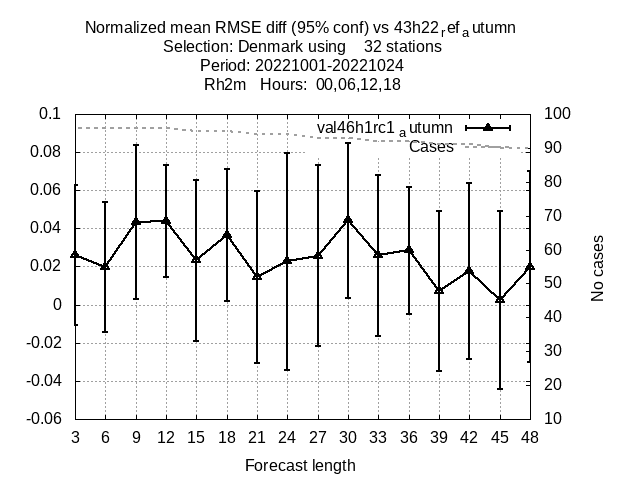 Normalized mean RMSE diff (95% conf) vs 43h22refautumn
Selection: Denmark using 32 stations
Period: 20221001-20221024
Rh2m Hours: 00,06,12,18
0.1
0.08
0.06
0.04
0.02
0
-0.02
-0.04
-0.06
val46h1rc1autumn
Cases
100
90
80
70
60
50
40
30
20
10
No cases
3 6 9 12 15 18 21 24 27 30 33 36 39 42 45 48
Forecast length